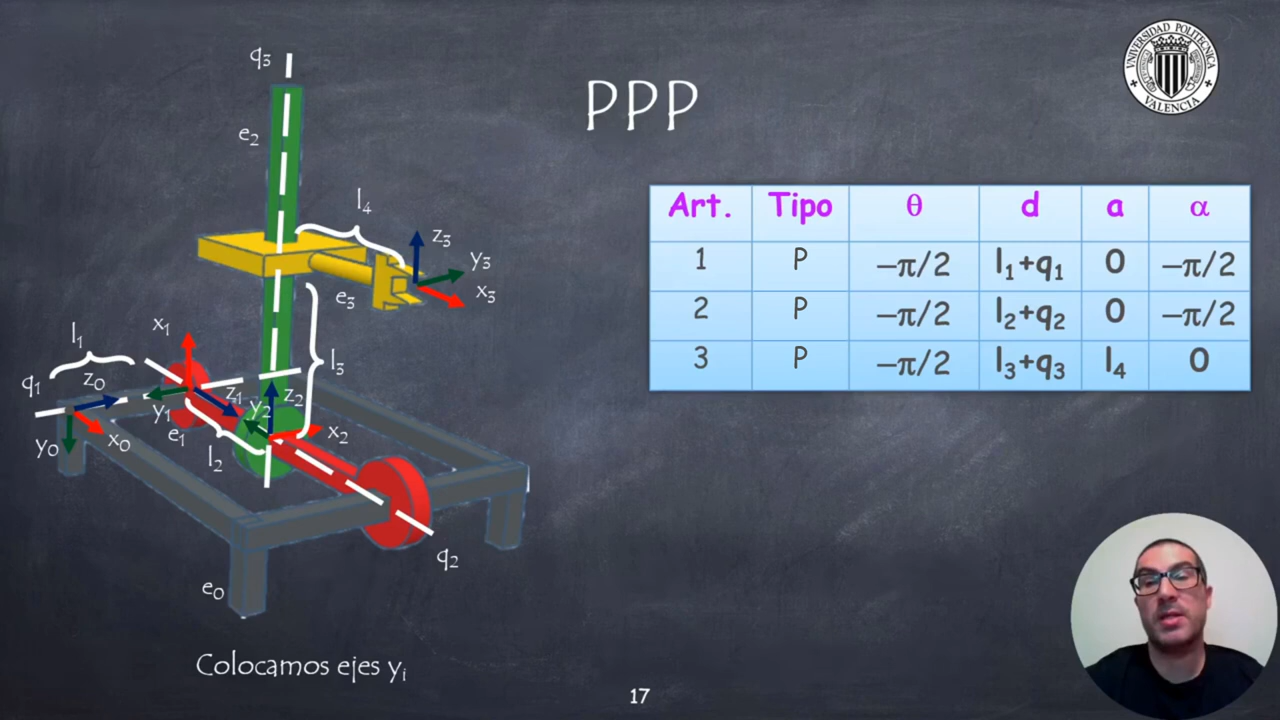 PPP
UNIVERSIDAD POLITECNICA
VALENCIA
q₃
e₂
l₄
z₃
y₃
x₃
e₃
l₃
x₁
l₁
q₁
z₀
y₁
z₁
y₂
z₂
y₀
x₀
e₁
l₂
x₂
q₂
e₀
Art. Tipo θ d a α
1 P −π/2 l₁+q₁ 0 −π/2
2 P −π/2 l₂+q₂ 0 −π/2
3 P −π/2 l₃+q₃ l₄ 0
Colocamos ejes yᵢ
17